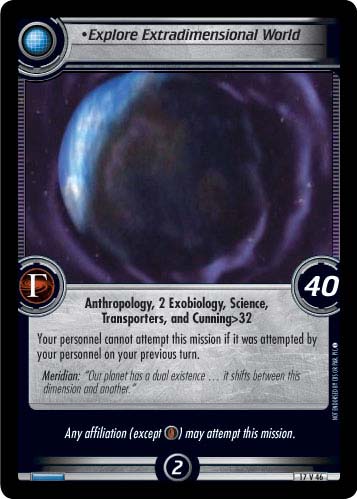 •Explore Extradimensional World
Γ
40
Anthropology, 2 Exobiology, Science,
Transporters, and Cunning>32
Your personnel cannot attempt this mission if it was attempted by
your personnel on your previous turn.
Meridian: "Our planet has a dual existence … it shifts between this
dimension and another."
Any affiliation (except ) may attempt this mission.
2
17 V 46